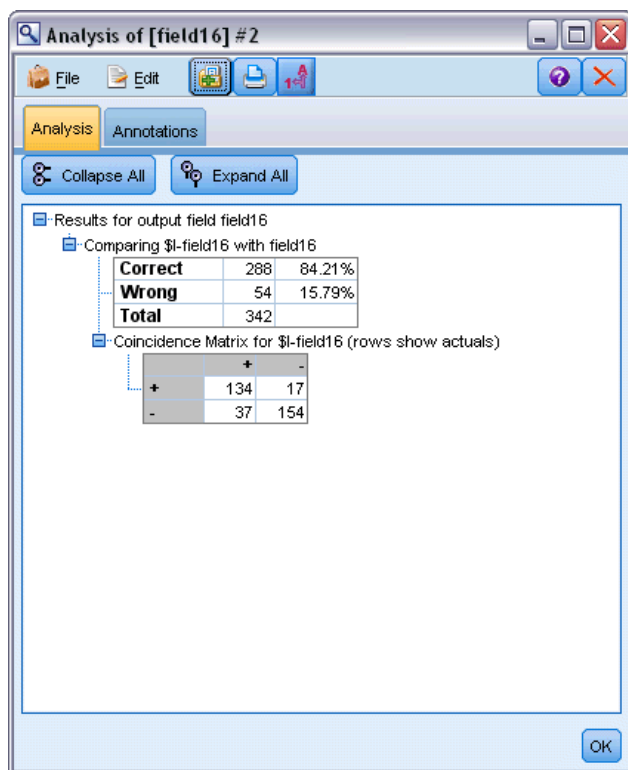 Analysis of [field16] #2
File Edit
Analysis Annotations
Collapse All Expand All
Results for output field field16
Comparing $I-field16 with field16
Correct 288 84.21%
Wrong 54 15.79%
Total 342
Coincidence Matrix for $I-field16 (rows show actuals)
+ -
+ 134 17
- 37 154
OK